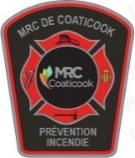 MRC DE COATICOOK
MRC
Coaticook
PRÉVENTION
INCENDIE